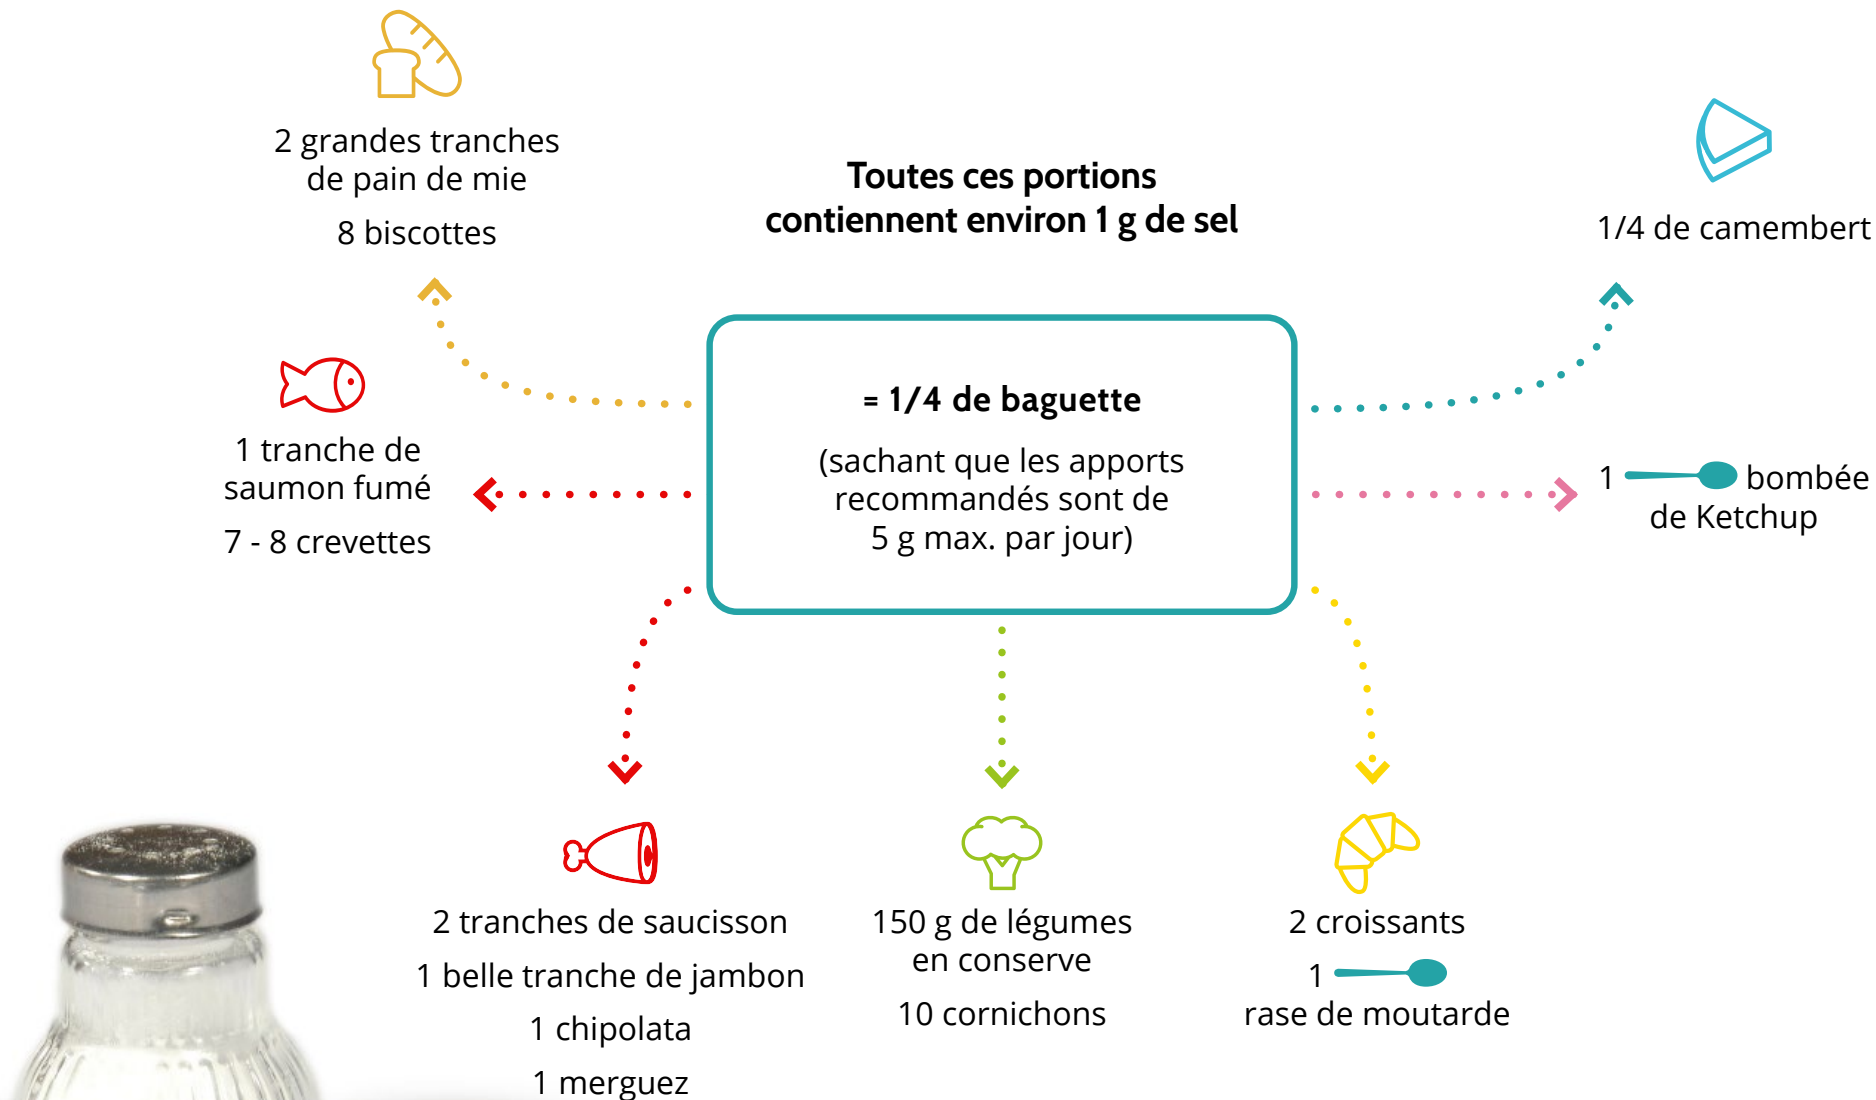 2 grandes tranches
de pain de mie
8 biscottes
Toutes ces portions
contiennent environ 1 g de sel
1/4 de camembert
= 1/4 de baguette
(sachant que les apports
recommandés sont de
5 g max. par jour)
1 tranche de
saumon fumé
7 - 8 crevettes
1 bombée
de Ketchup
2 tranches de saucisson
1 belle tranche de jambon
1 chipolata
1 merguez
150 g de légumes
en conserve
10 cornichons
2 croissants
1
rase de moutarde